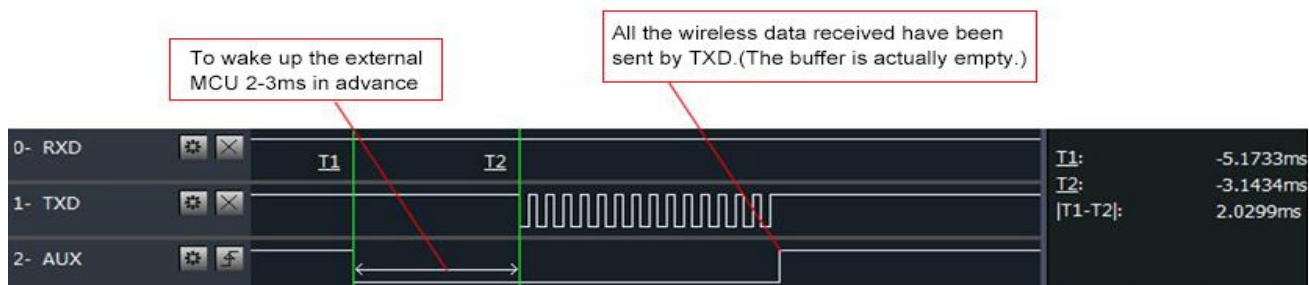 To wake up the external
MCU 2-3ms in advance
All the wireless data received have been
sent by TXD.(The buffer is actually empty.)
0- RXD
T1
T2
1- TXD
2- AUX
T1: -5.1733ms
T2: -3.1434ms
|T1-T2|: 2.0299ms